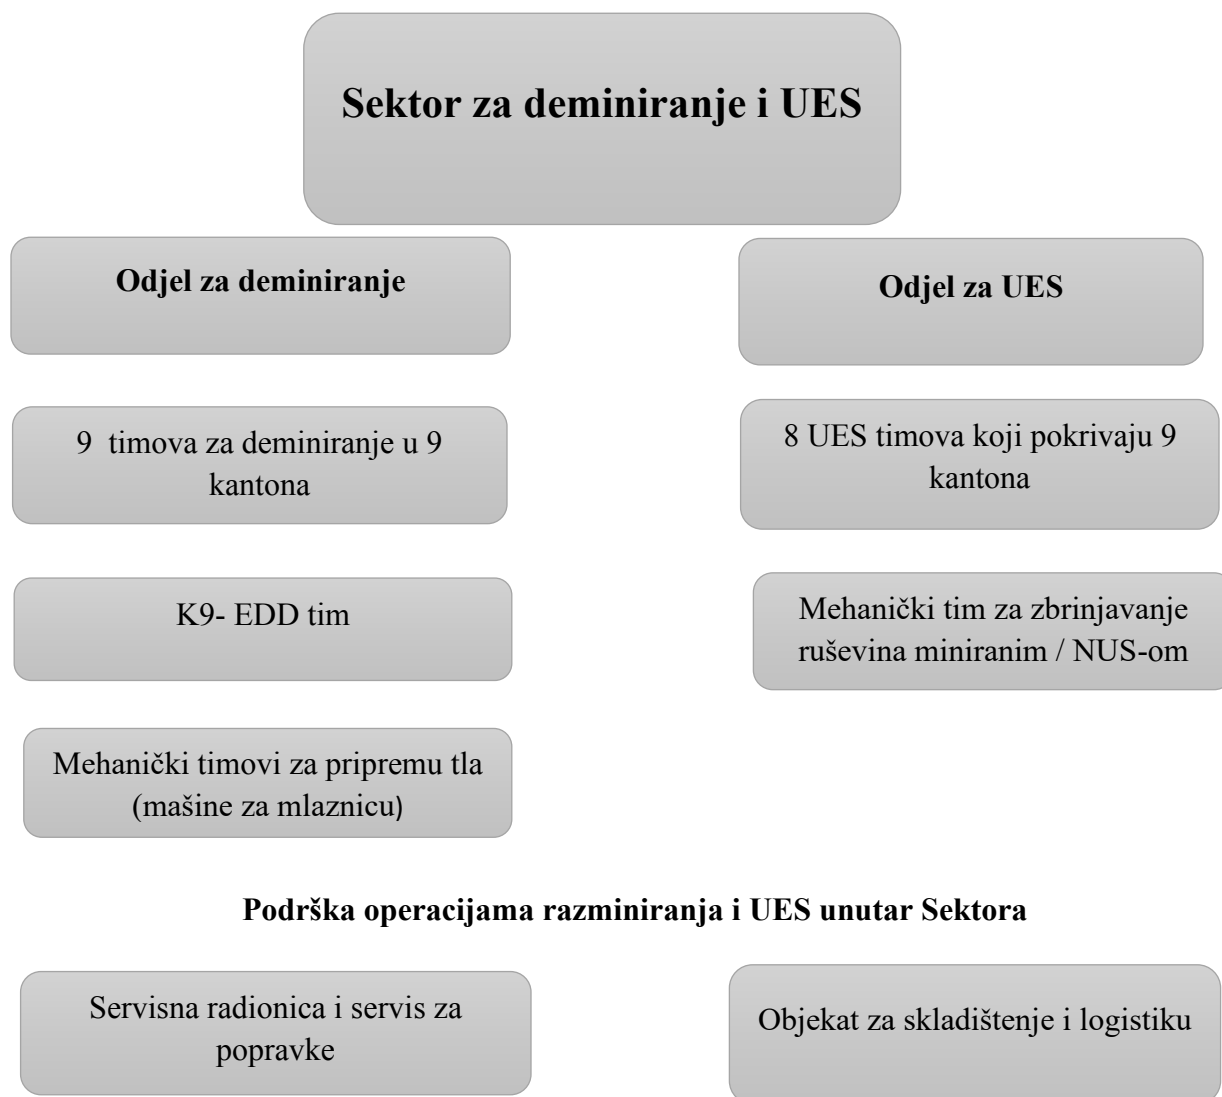 Sektor za deminiranje i UES
Odjel za deminiranje
Odjel za UES
9 timova za deminiranje u 9
kantona
8 UES timova koji pokrivaju 9
kantona
K9- EDD tim
Mehanički tim za zbrinjavanje
ruševina miniranim / NUS-om
Mehanički timovi za pripremu tla
(mašine za mlaznicu)
Podrška operacijama razminiranja i UES unutar Sektora
Servisna radionica i servis za
popravke
Objekat za skladištenje i logistiku